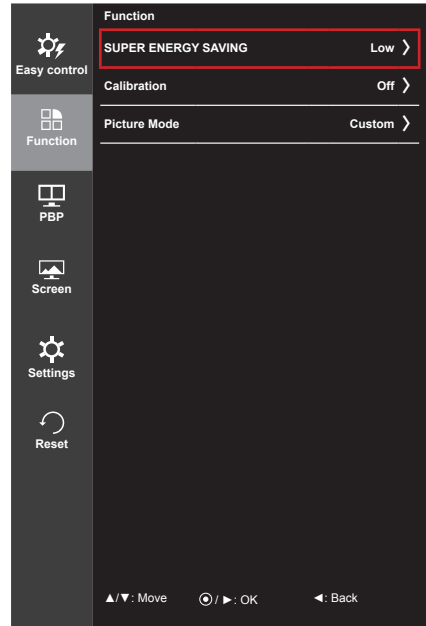 Easy control
Function
PBP
Screen
Settings
Reset
Function
SUPER ENERGY SAVING Low
Calibration Off
Picture Mode Custom
▲/▼: Move ⦿/ ►: OK ◄: Back